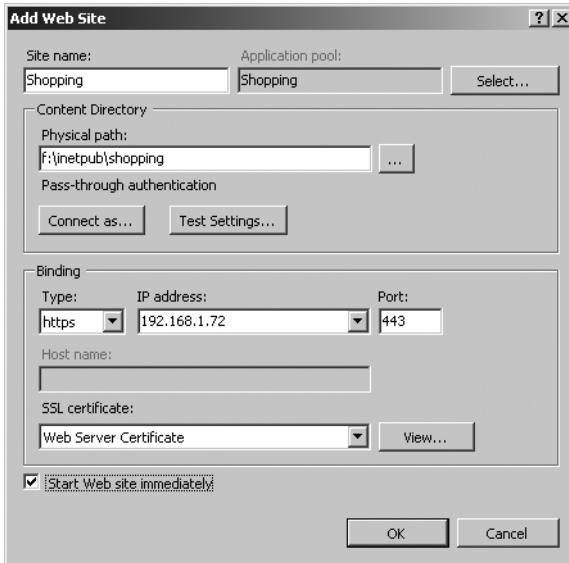 Add Web Site
? X
Site name:
Application pool:
Shopping
Shopping
Select...
Content Directory
Physical path:
f:\inetpub\shopping
...
Pass-through authentication
Connect as...
Test Settings...
Binding
Type:
IP address:
Port:
https
192.168.1.72
443
Host name:
SSL certificate:
Web Server Certificate
View...
Start Web site immediately
OK
Cancel